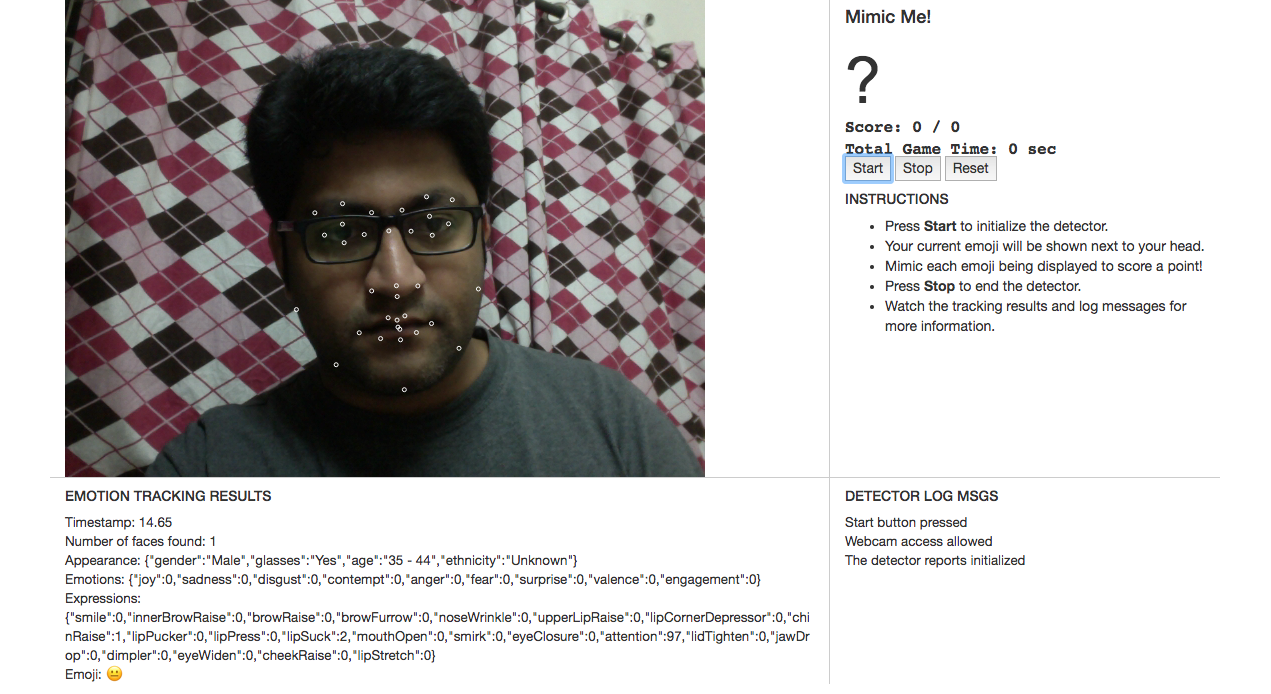 Mimic Me!
?
Score: 0 / 0
Total Game Time: 0 sec
Start Stop Reset
INSTRUCTIONS
• Press Start to initialize the detector.
• Your current emoji will be shown next to your head.
• Mimic each emoji being displayed to score a point!
• Press Stop to end the detector.
• Watch the tracking results and log messages for
more information.
EMOTION TRACKING RESULTS
Timestamp: 14.65
Number of faces found: 1
Appearance: {"gender":"Male","glasses":"Yes","age":"35 - 44","ethnicity":"Unknown"}
Emotions: {"joy":0,"sadness":0,"disgust":0,"contempt":0,"anger":0,"fear":0,"surprise":0,"valence":0,"engagement":0}
Expressions:
{"smile":0,"innerBrowRaise":0,"browRaise":0,"browFurrow":0,"noseWrinkle":0,"upperLipRaise":0,"lipCornerDepressor":0,"chi
nRaise":1,"lipPucker":0,"lipPress":0,"lipSuck":2,"mouthOpen":0,"smirk":0,"eyeClosure":0,"attention":97,"lidTighten":0,"jawDr
op":0,"dimpler":0,"eyeWiden":0,"cheekRaise":0,"lipStretch":0}
Emoji: 😐
DETECTOR LOG MSGS
Start button pressed
Webcam access allowed
The detector reports initialized